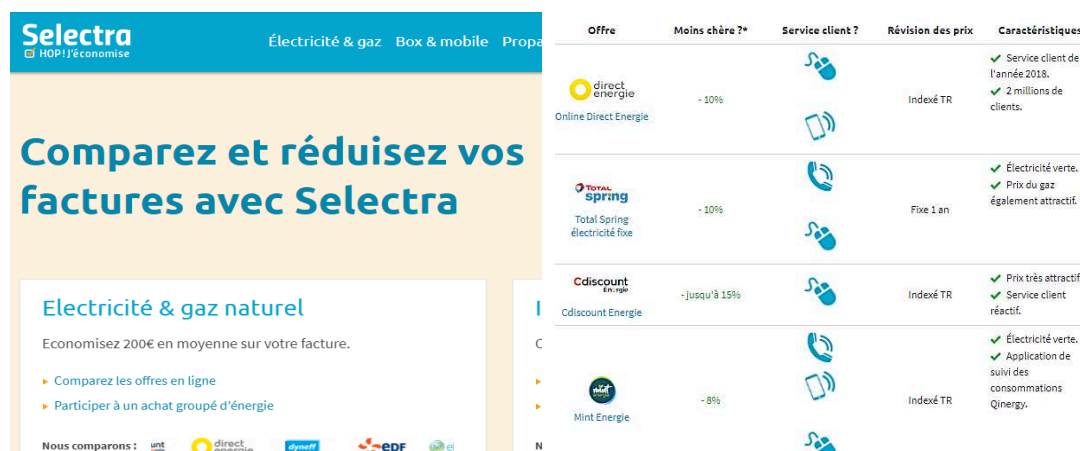 Selectra
HOP! J'économise
Électricité & gaz Box & mobile Propa
Comparez et réduisez vos
factures avec Selectra
Electricité & gaz naturel
Economisez 200€ en moyenne sur votre facture.
Comparez les offres en ligne
Participer à un achat groupé d'énergie
Nous comparons : unt direct energie dyneff eDF
Offre Moins chère ?* Service client ? Révision des prix Caractéristiques
direct
energie
Online Direct Energie
- 10%
Indexé TR
✔ Service client de
l'année 2018.
✔ 2 millions de
clients.
TOTAL
spring
Total Spring
électricité fixe
- 10%
Fixe 1 an
✔ Électricité verte.
✔ Prix du gaz
également attractif.
Cdiscount
Energie
Cdiscount Energie
- jusqu'à 15%
Indexé TR
✔ Prix très attractif
✔ Service client
réactif.
mint
energie
Mint Energie
- 8%
Indexé TR
✔ Électricité verte.
✔ Application de
suivi des
consommations
Qinergy.